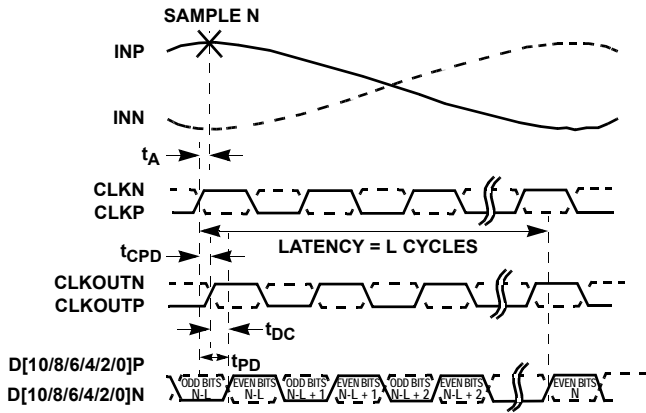 SAMPLE N
INP
INN
tA
CLKN
CLKP
LATENCY = L CYCLES
tCPD
CLKOUTN
CLKOUTP
tDC
tPD
D[10/8/6/4/2/0]P
D[10/8/6/4/2/0]N
ODD BITS N-L
EVEN BITS N-L
ODD BITS N-L + 1
EVEN BITS N-L + 1
ODD BITS N-L + 2
EVEN BITS N-L + 2
EVEN BITS N